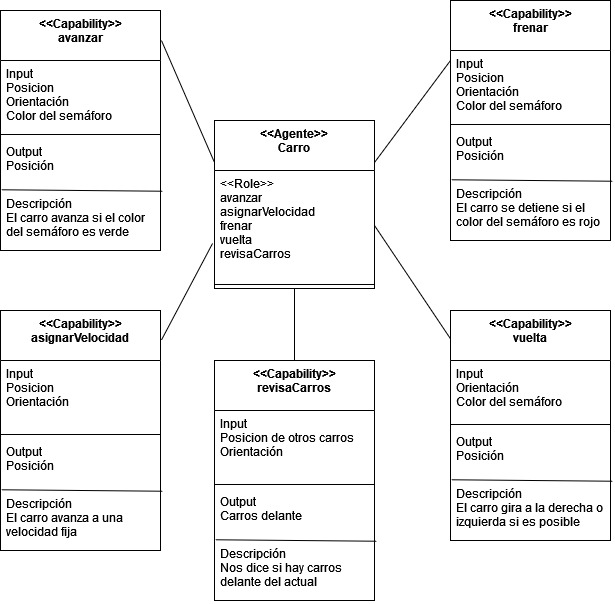 <<Capability>>
avanzar
Input
Posicion
Orientación
Color del semáforo
Output
Posición
Descripción
El carro avanza si el color
del semáforo es verde
<<Capability>>
frenar
Input
Posicion
Orientación
Color del semáforo
Output
Posición
Descripción
El carro se detiene si el
color del semáforo es rojo
<<Agente>>
Carro
<<Role>>
avanzar
asignarVelocidad
frenar
vuelta
revisaCarros
<<Capability>>
asignarVelocidad
Input
Posicion
Orientación
Output
Posición
Descripción
El carro avanza a una
velocidad fija
<<Capability>>
revisaCarros
Input
Posicion de otros carros
Orientación
Output
Carros delante
Descripción
Nos dice si hay carros
delante del actual
<<Capability>>
vuelta
Input
Orientación
Color del semáforo
Output
Posición
Descripción
El carro gira a la derecha o
izquierda si es posible